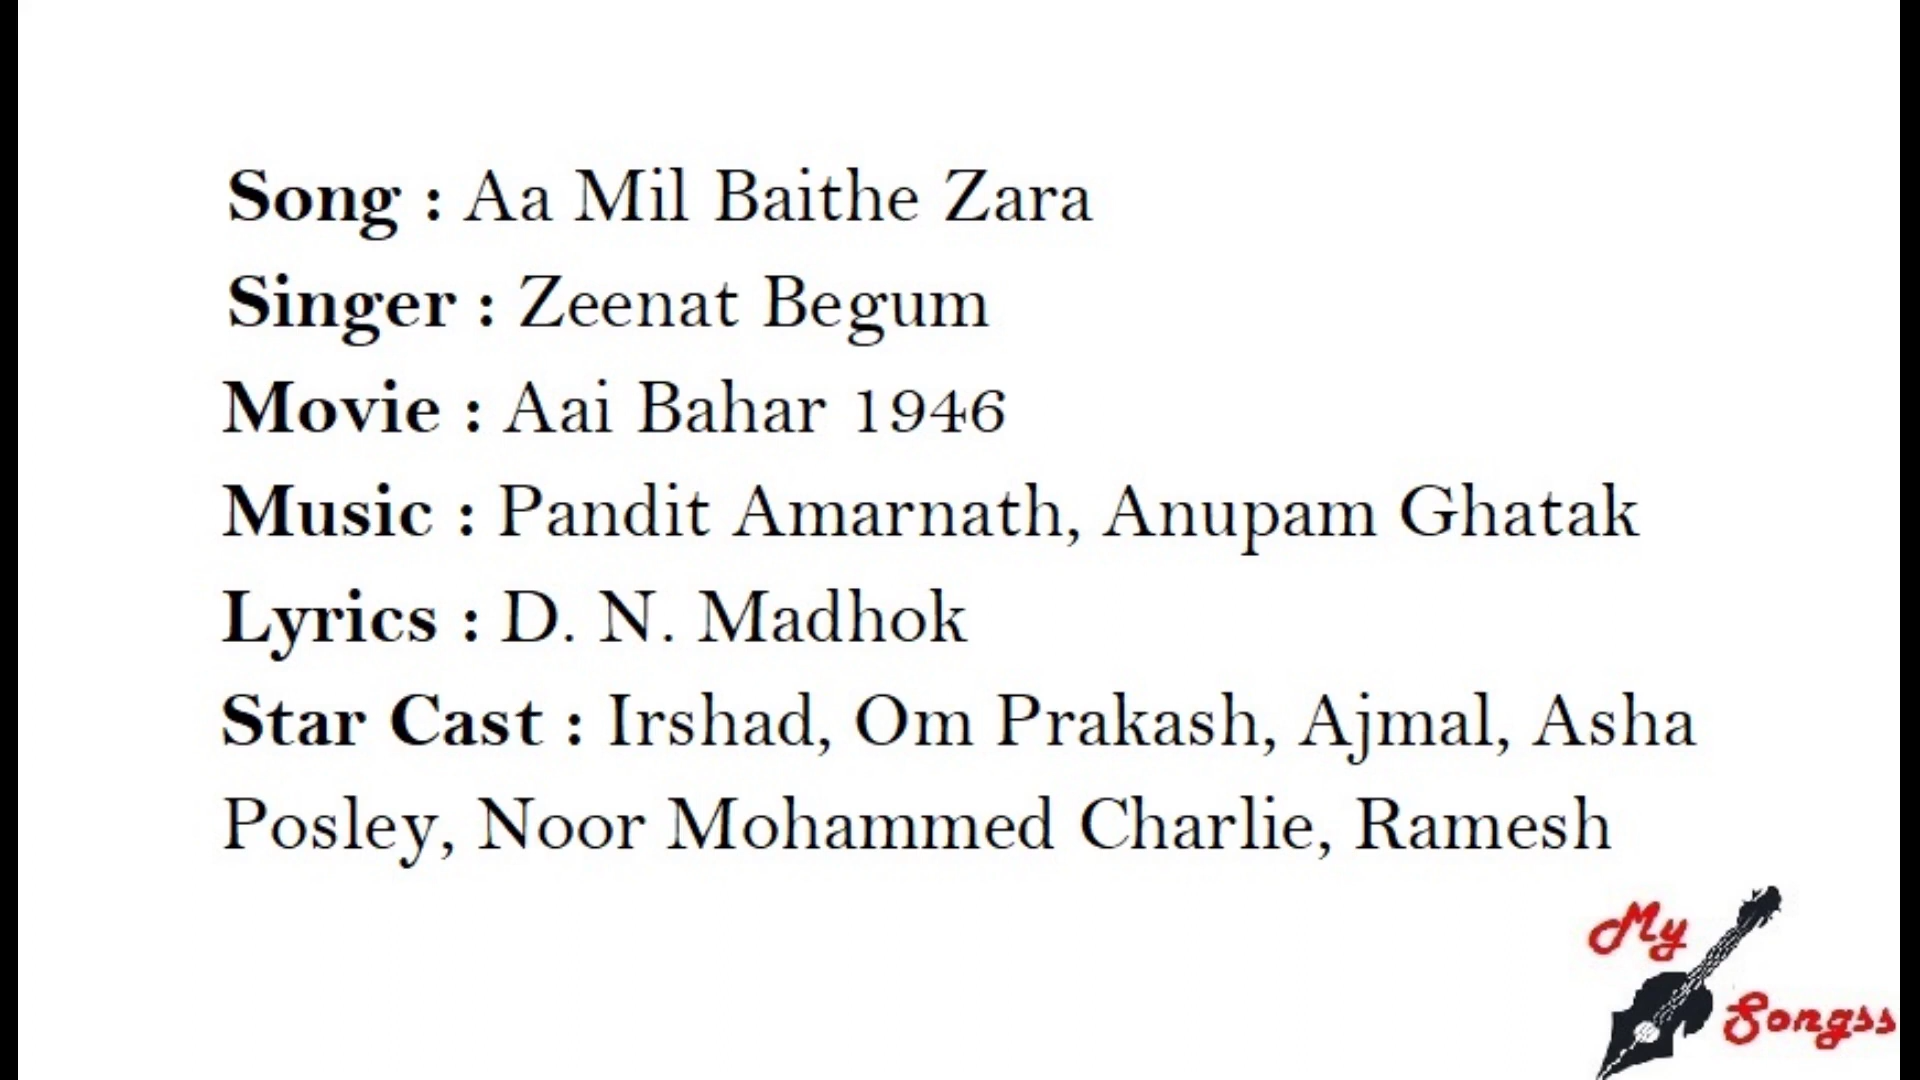 Song : Aa Mil Baithe Zara
Singer : Zeenat Begum
Movie : Aai Bahar 1946
Music : Pandit Amarnath, Anupam Ghatak
Lyrics : D. N. Madhok
Star Cast : Irshad, Om Prakash, Ajmal, Asha
Posley, Noor Mohammed Charlie, Ramesh
My
Songss